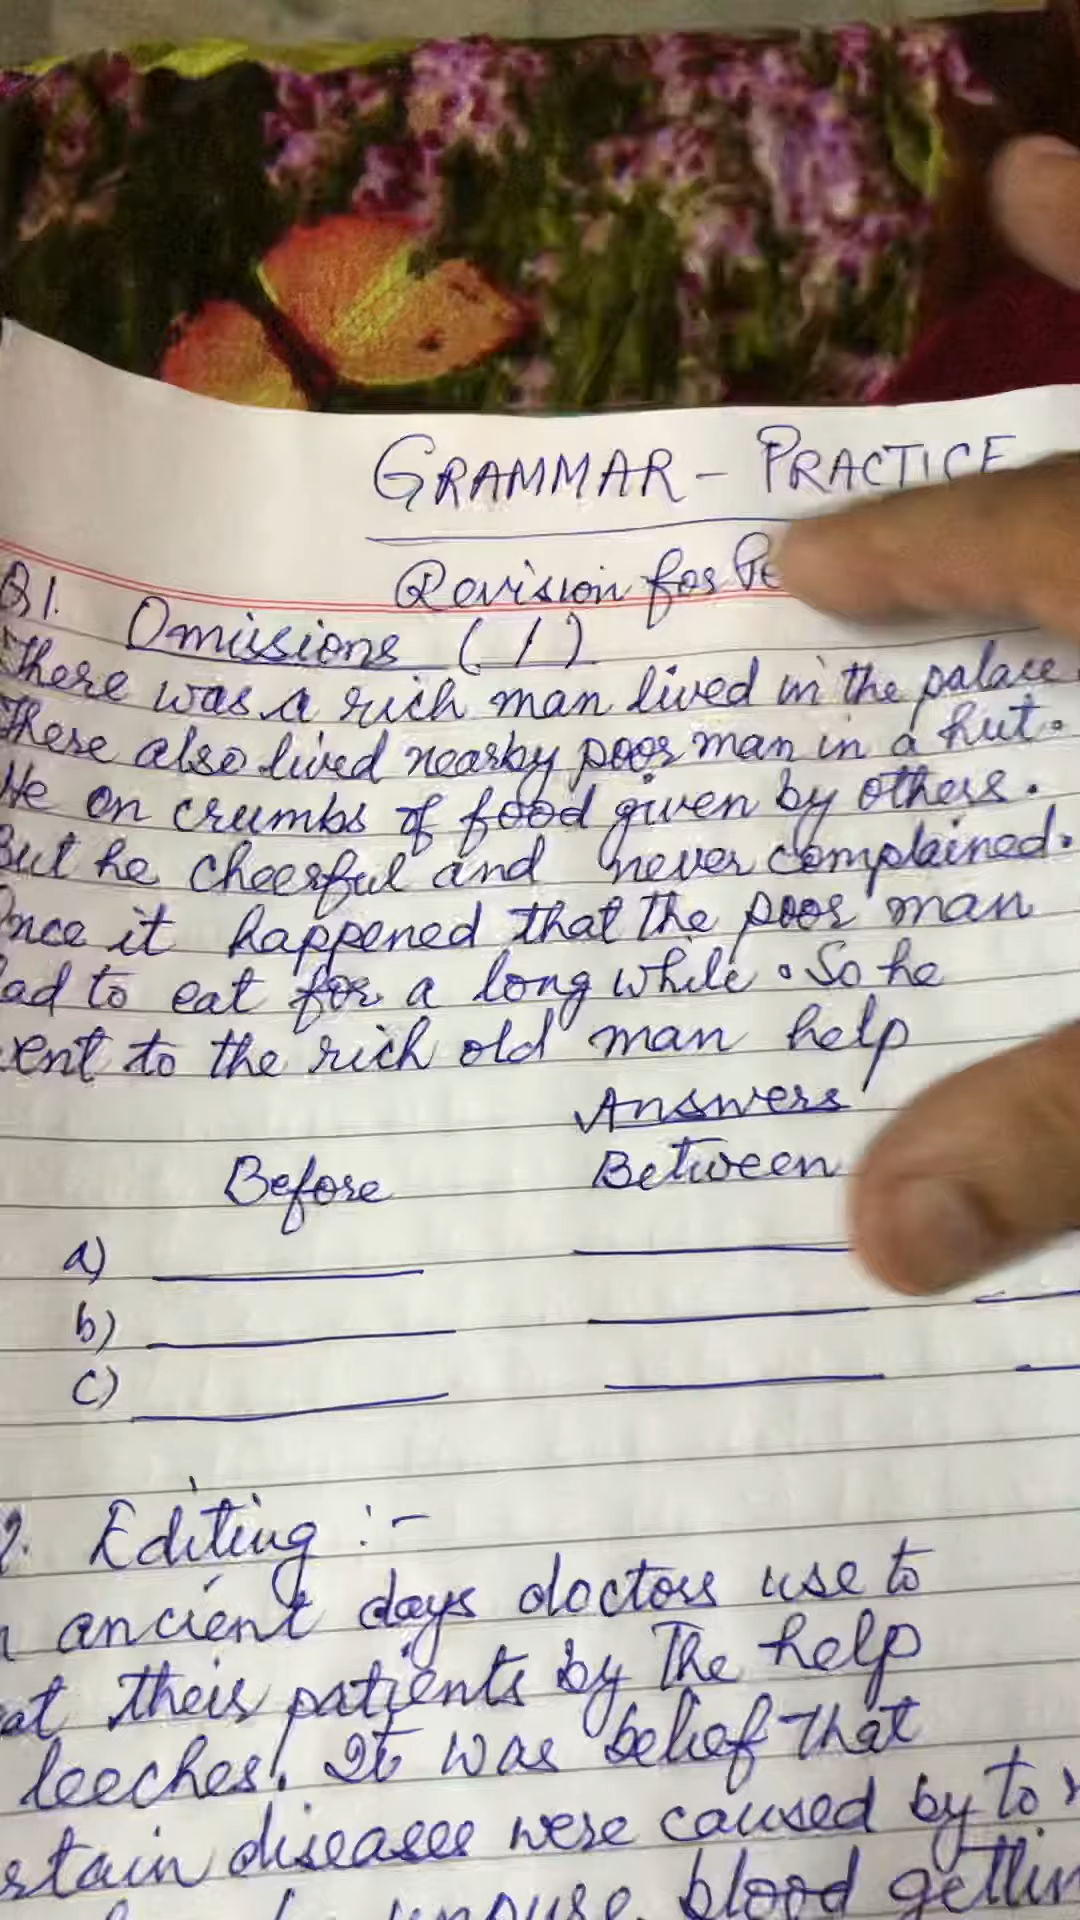 GRAMMAR - PRACTICE
Revision for
Q1. Omissions (/)
There was a rich man lived in the palace.
There also lived nearby poor man in a hut.
He on crumbs of food given by others.
But he cheerful and never complained.
Once it happened that the poor man
had to eat for a long while. So he
went to the rich old man help
Answers
Before Between
a)
b)
c)
2. Editing :-
ancient days doctors use to
their patients by the help
leeches. It was belief that
diseases were caused by to
blood